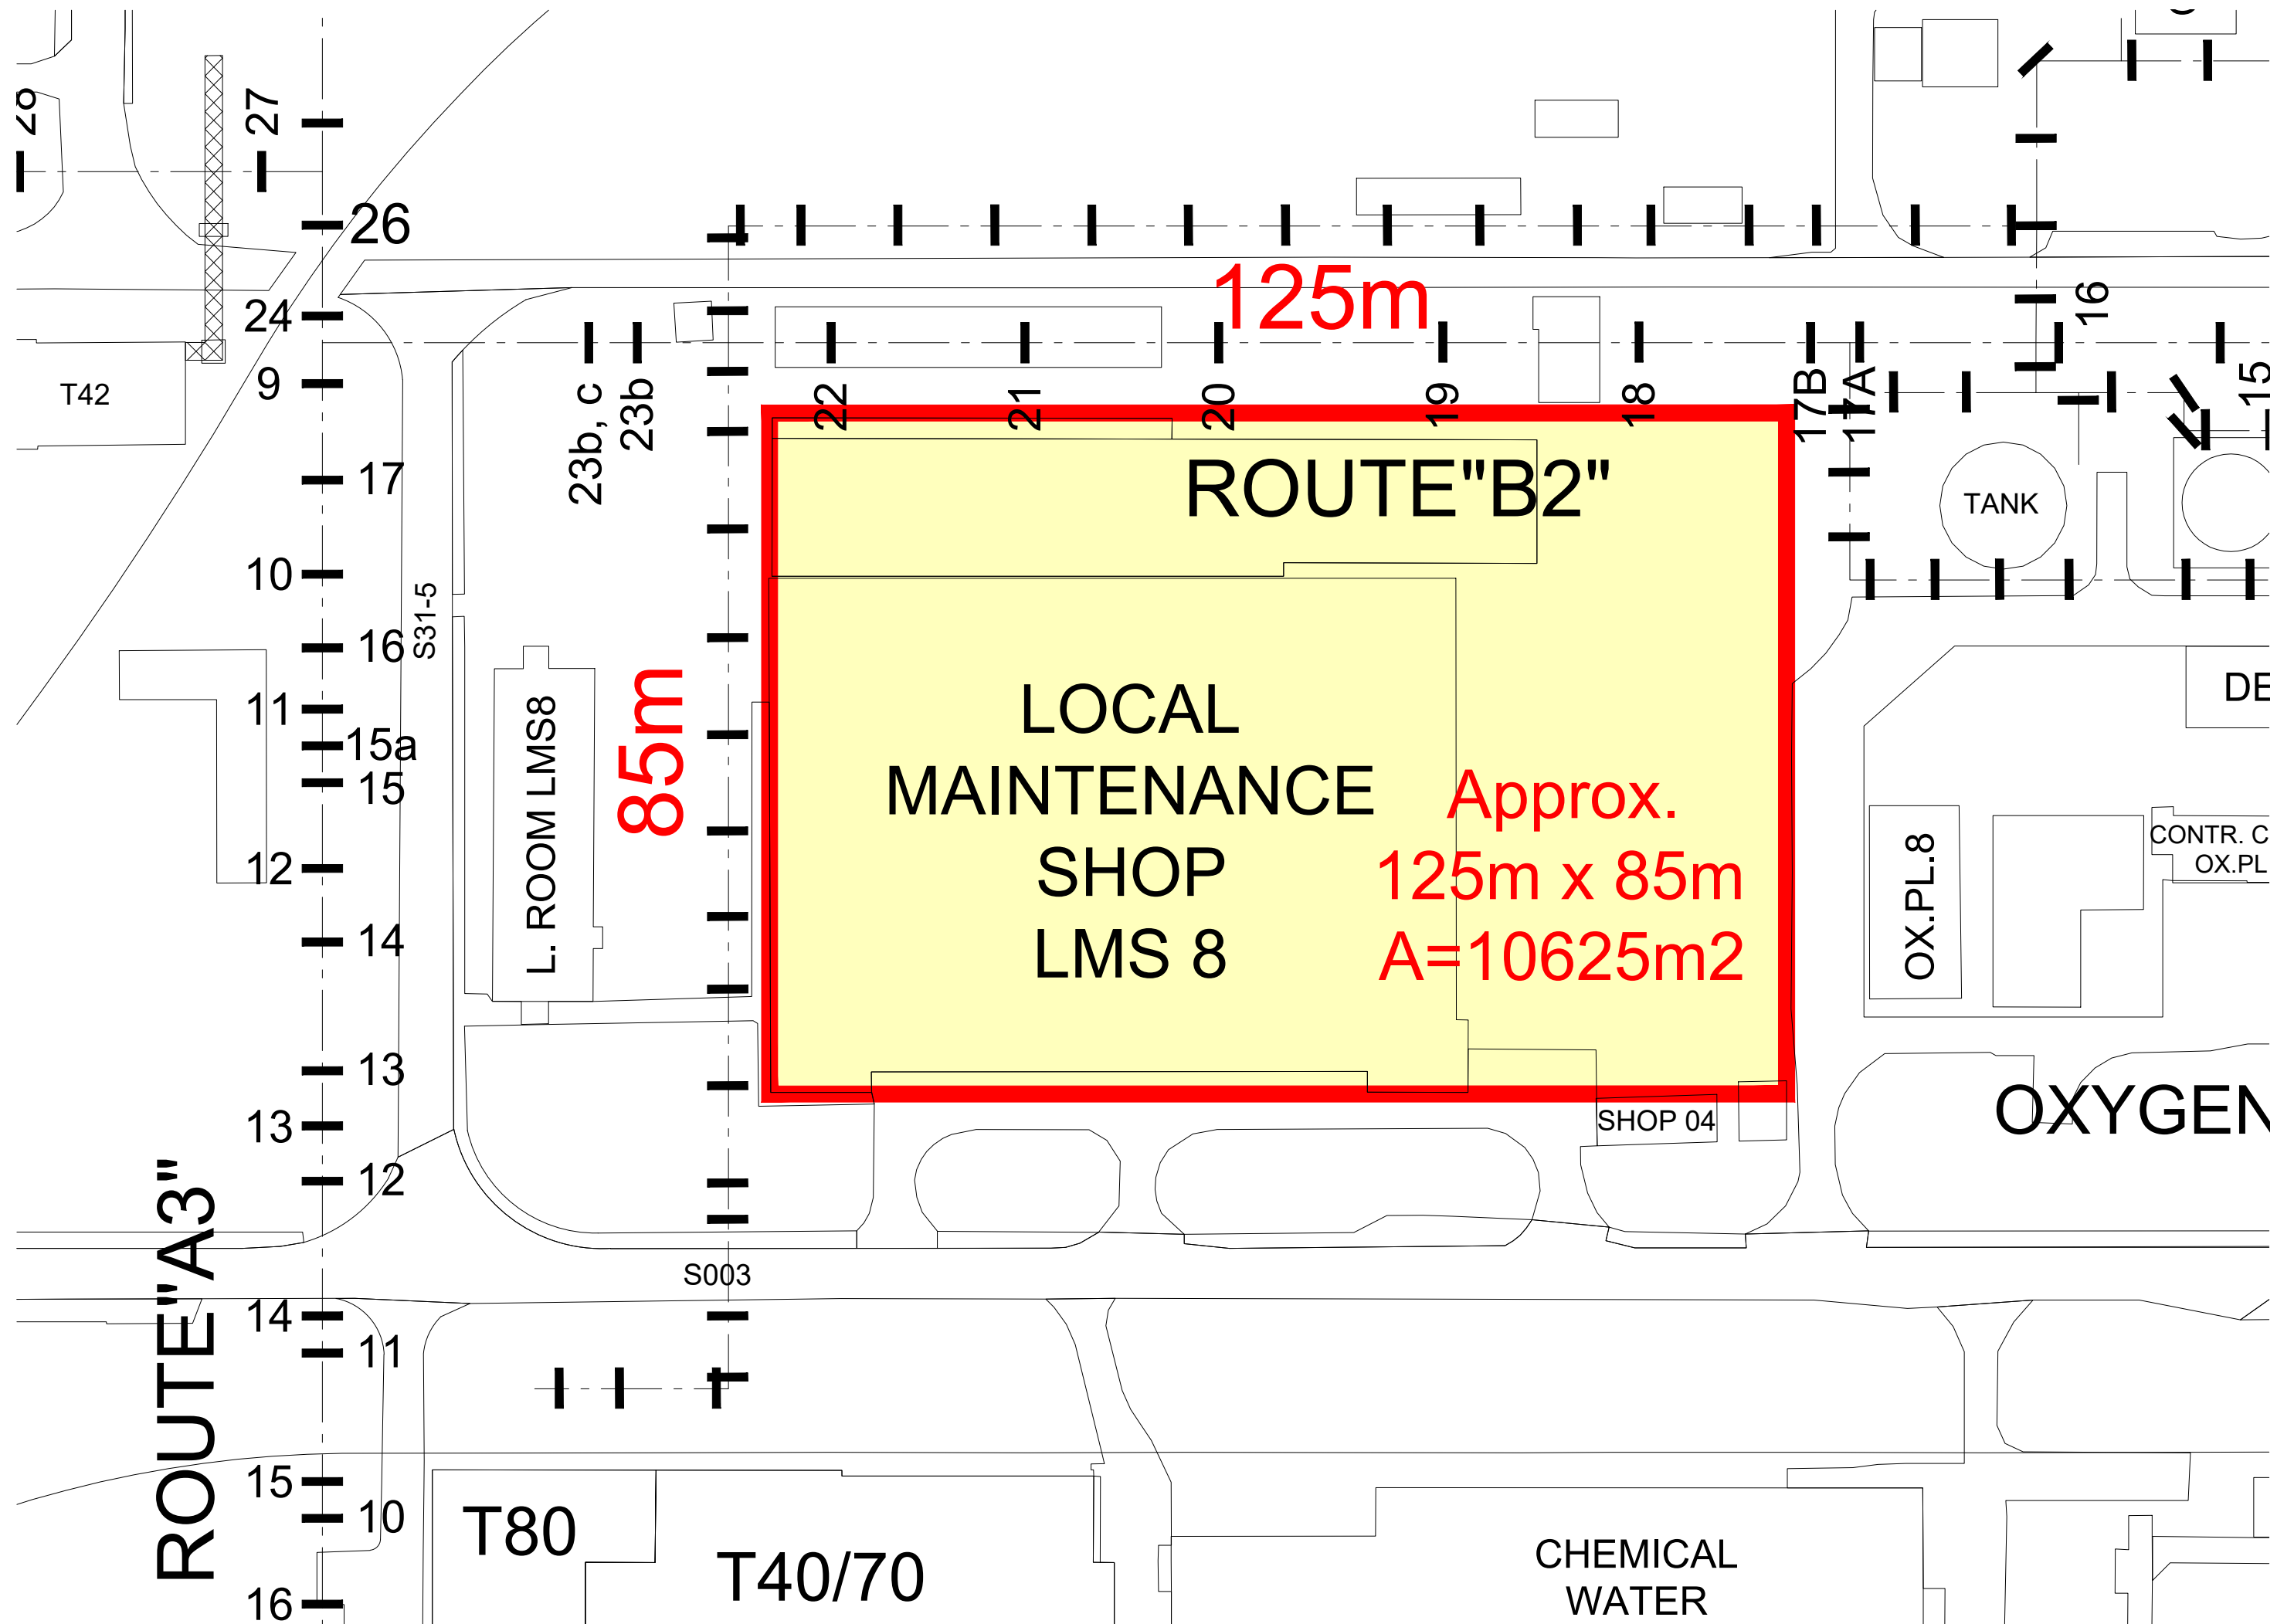 28
27
26
24
9
17
10
16
11
15a
15
12
14
13
13
12
14
11
15
10
16
ROUTE"A3"
T42
S31-5
L. ROOM LMS8
23b, c
23b
22
21
20
19
18
17B
17A
16
15
125m
85m
ROUTE"B2"
LOCAL
MAINTENANCE
SHOP
LMS 8
Approx.
125m x 85m
A=10625m2
TANK
DE
OX.PL.8
CONTR. C
OX.PL
OXYGEN
SHOP 04
S003
T80
T40/70
CHEMICAL
WATER